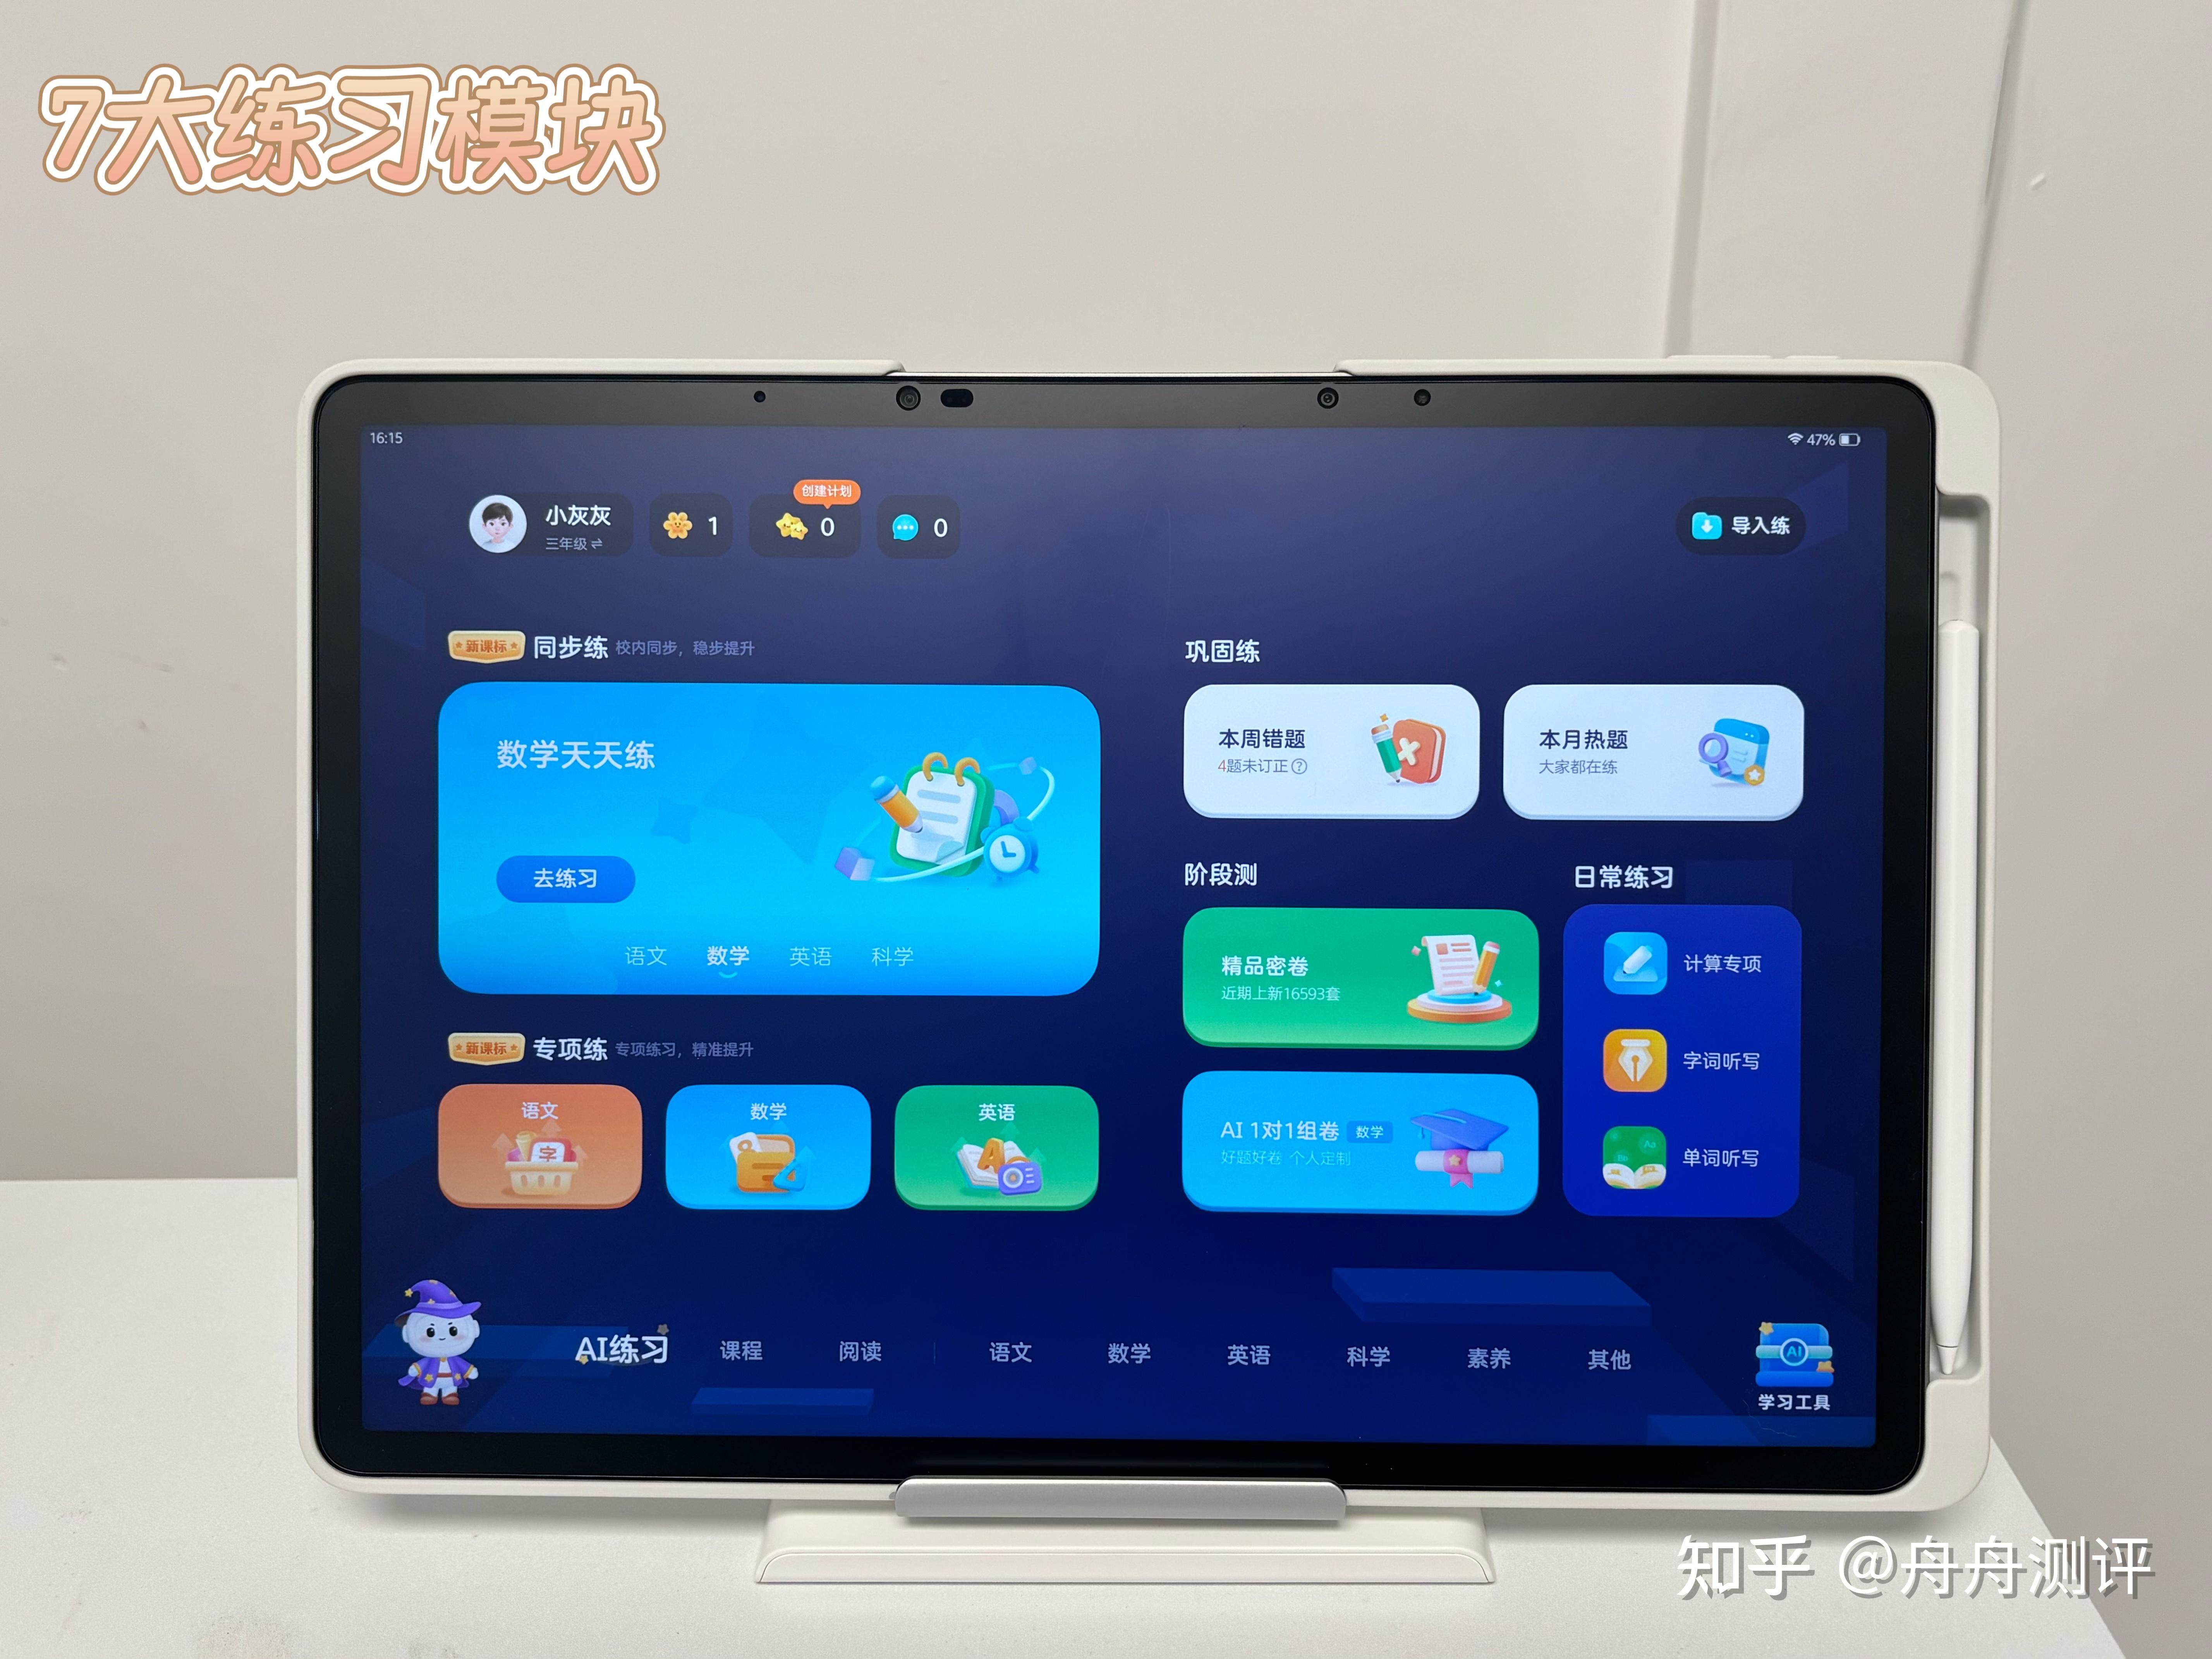 7大练习模块
16:15
47%
小灰灰
三年级
1
创建计划
0
0
导入练
新课标
同步练 校内同步，稳步提升
数学天天练
去练习
语文 数学 英语 科学
新课标
专项练 专项练习，精准提升
语文
字
数学
英语
A
巩固练
本周错题
4题未订正?
本月热题
大家都在练
阶段测
精品密卷
近期上新16593套
AI 1对1组卷 数学
好题好卷 个人定制
日常练习
计算专项
字词听写
Aa
单词听写
AI练习 课程 阅读 语文 数学 英语 科学 素养 其他
AI
学习工具
知乎 @舟舟测评